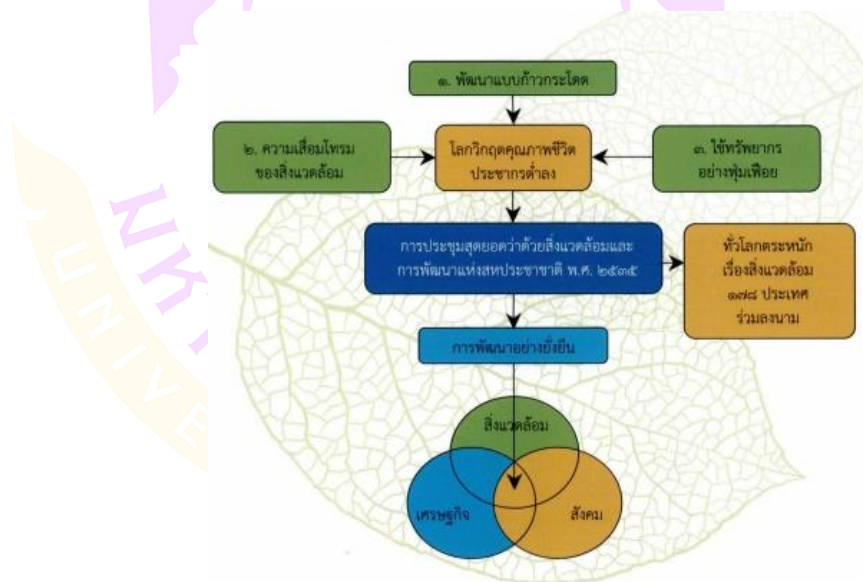 ๑. พัฒนาแบบก้าวกระโดด
๒. ความเสื่อมโทรม
ของสิ่งแวดล้อม
โลกวิกฤตคุณภาพชีวิต
ประชากรต่ำลง
๓. ใช้ทรัพยากร
อย่างฟุ่มเฟือย
การประชุมสุดยอดว่าด้วยสิ่งแวดล้อมและ
การพัฒนาแห่งสหประชาชาติ พ.ศ. ๒๕๓๕
ทั่วโลกตระหนัก
เรื่องสิ่งแวดล้อม
๑๗๘ ประเทศ
ร่วมลงนาม
การพัฒนาอย่างยั่งยืน
สิ่งแวดล้อม
เศรษฐกิจ
สังคม